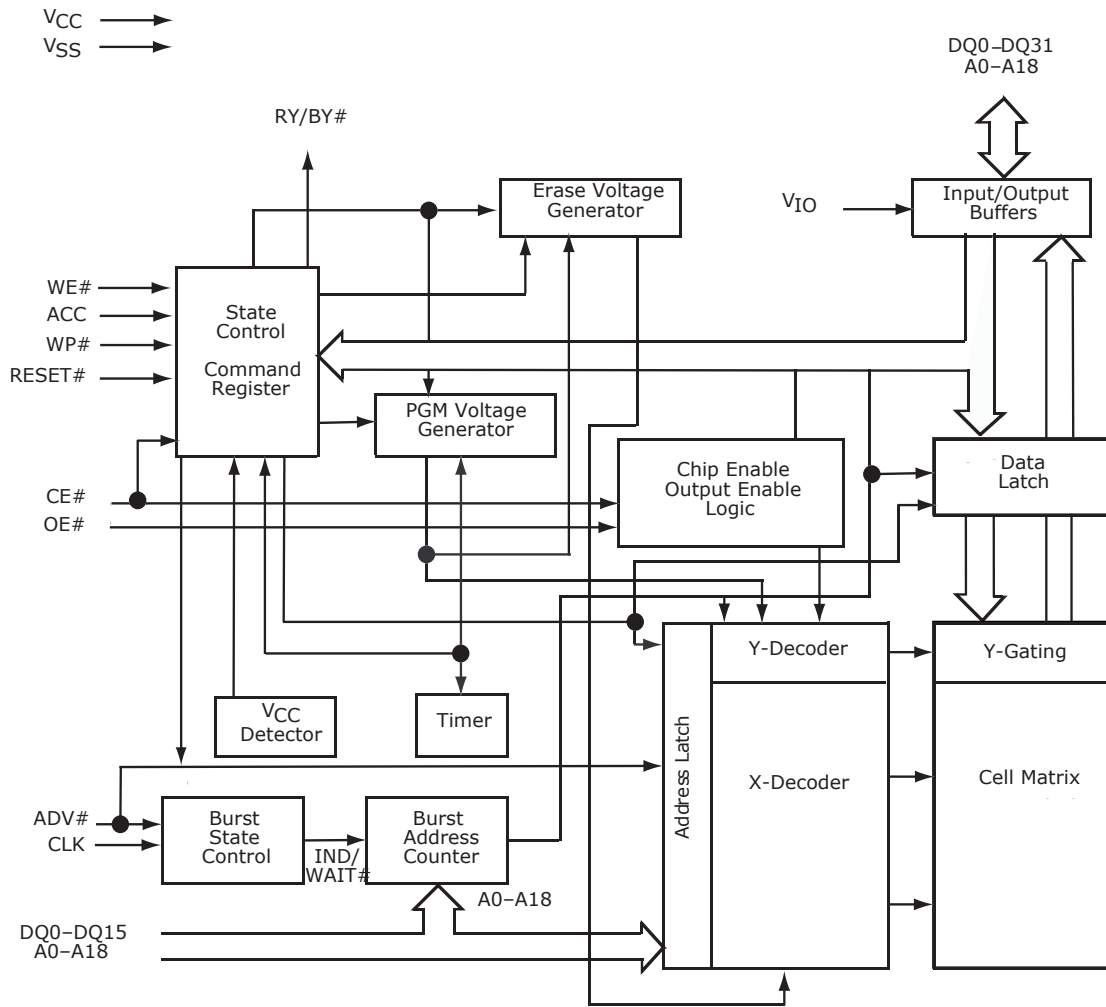 VCC
VSS
DQ0–DQ31
A0–A18
RY/BY#
Erase Voltage
Generator
VIO
Input/Output
Buffers
WE#
ACC
WP#
RESET#
State
Control
Command
Register
PGM Voltage
Generator
Chip Enable
Output Enable
Logic
Data
Latch
CE#
OE#
Y-Decoder
Y-Gating
VCC
Detector
Timer
Address Latch
X-Decoder
Cell Matrix
ADV#
CLK
Burst
State
Control
IND/
WAIT#
Burst
Address
Counter
A0–A18
DQ0–DQ15
A0–A18